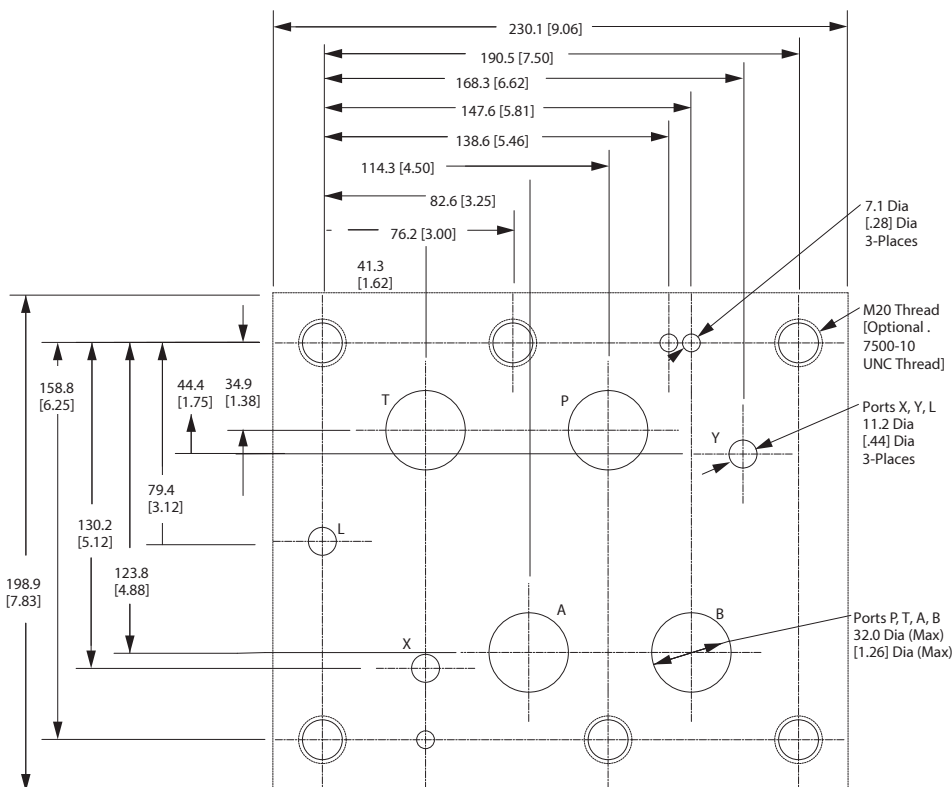 230.1 [9.06]
190.5 [7.50]
168.3 [6.62]
147.6 [5.81]
138.6 [5.46]
114.3 [4.50]
82.6 [3.25]
76.2 [3.00]
41.3
[1.62]
7.1 Dia
[.28] Dia
3-Places
M20 Thread
[Optional .
7500-10
UNC Thread]
158.8
[6.25]
44.4
[1.75]
34.9
[1.38]
T
P
Y
Ports X, Y, L
11.2 Dia
[.44] Dia
3-Places
79.4
[3.12]
130.2
[5.12]
L
123.8
[4.88]
198.9
[7.83]
A
B
X
Ports P, T, A, B
32.0 Dia (Max)
[1.26] Dia (Max)